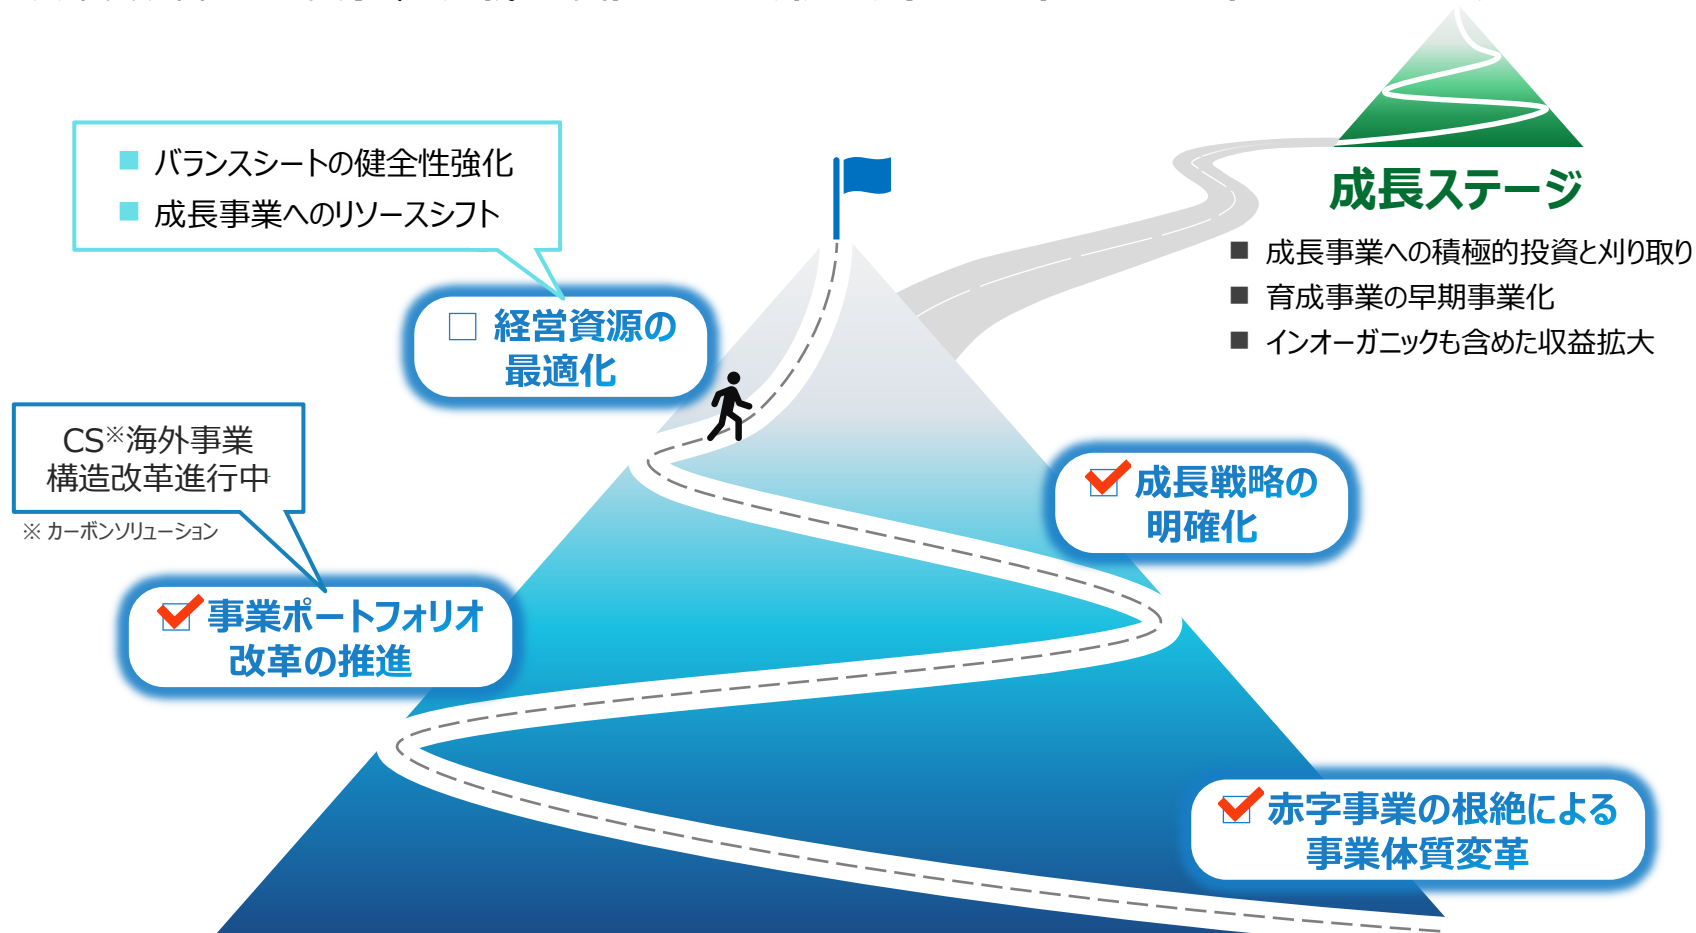 バランスシートの健全性強化
成長事業へのリソースシフト
経営資源の
最適化
CS※海外事業
構造改革進行中
※ カーボンソリューション
事業ポートフォリオ
改革の推進
成長ステージ
成長事業への積極的投資と刈り取り
育成事業の早期事業化
インオーガニックも含めた収益拡大
成長戦略の
明確化
赤字事業の根絶による
事業体質変革